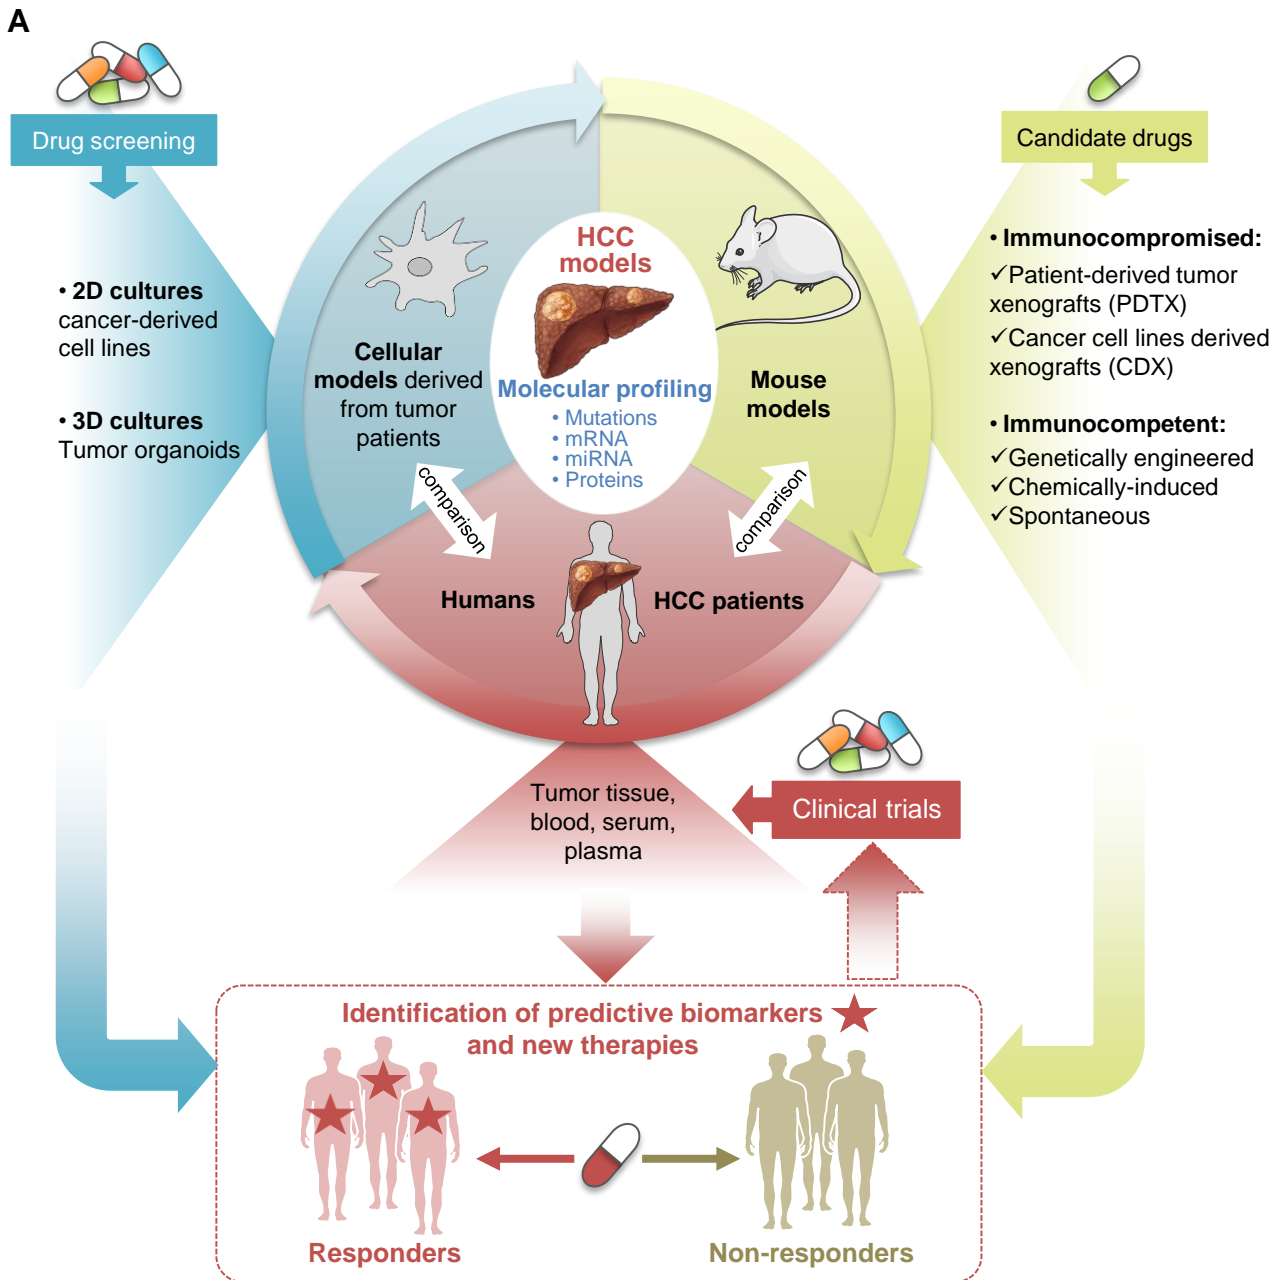 A
Drug screening
• 2D cultures
cancer-derived
cell lines
• 3D cultures
Tumor organoids
Cellular
models derived
from tumor
patients
HCC
models
Molecular profiling
• Mutations
• mRNA
• miRNA
• Proteins
Mouse
models
Candidate drugs
• Immunocompromised:
✓Patient-derived tumor
xenografts (PDTX)
✓Cancer cell lines derived
xenografts (CDX)
• Immunocompetent:
✓Genetically engineered
✓Chemically-induced
✓Spontaneous
comparison
comparison
Humans
HCC patients
Tumor tissue,
blood, serum,
plasma
Clinical trials
Identification of predictive biomarkers
and new therapies
Responders
Non-responders